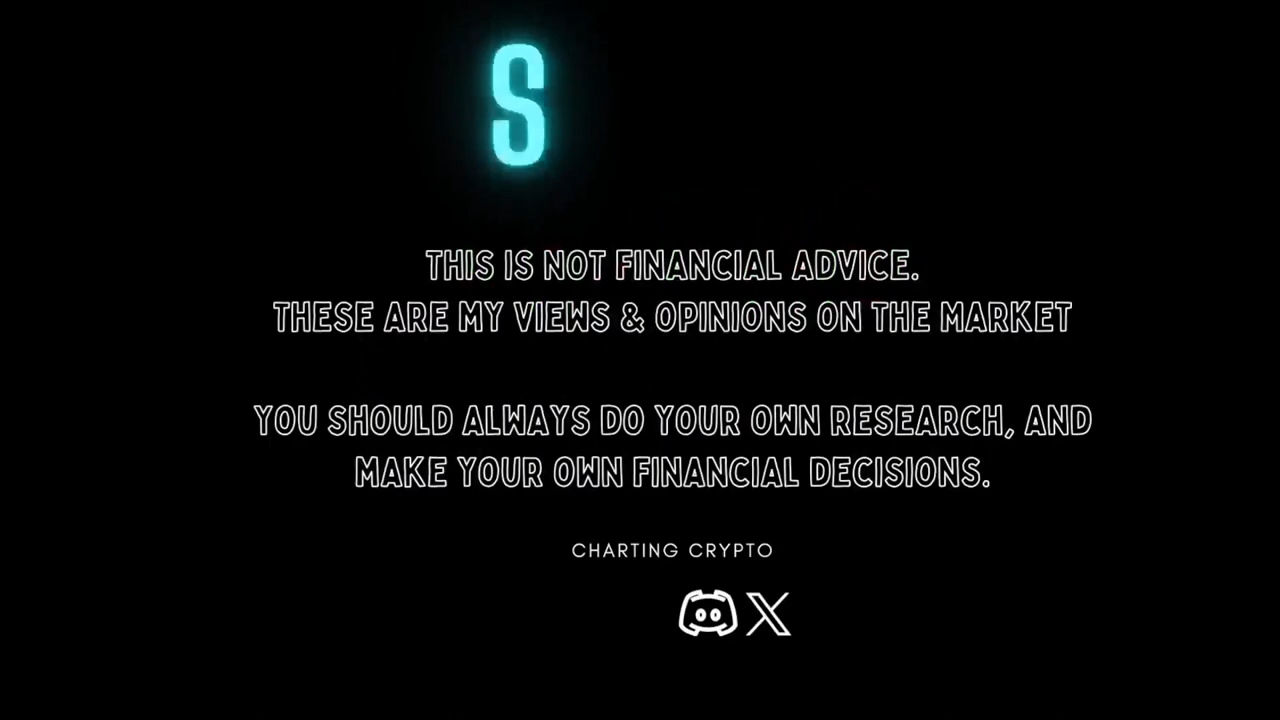 S
THIS IS NOT FINANCIAL ADVICE.
THESE ARE MY VIEWS & OPINIONS ON THE MARKET
YOU SHOULD ALWAYS DO YOUR OWN RESEARCH, AND
MAKE YOUR OWN FINANCIAL DECISIONS.
CHARTING CRYPTO